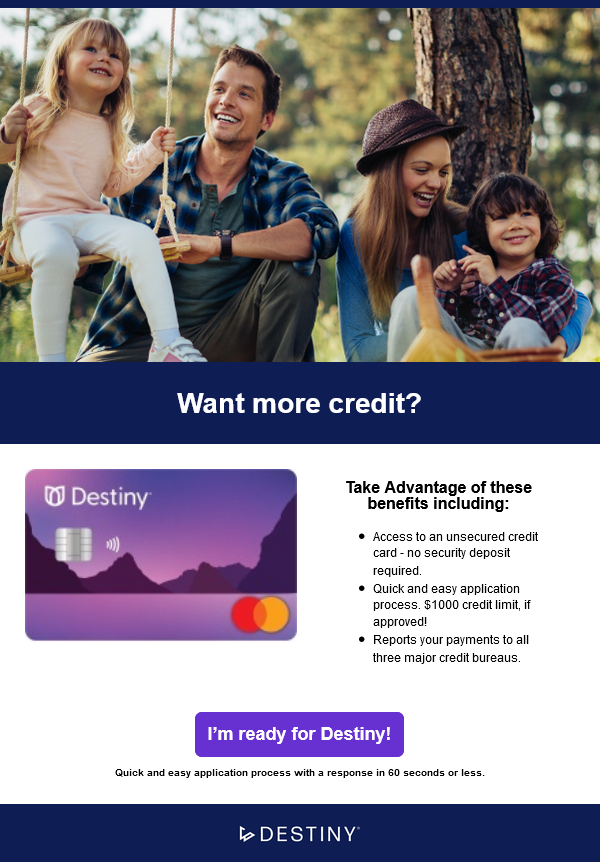 Want more credit?
Destiny
Take Advantage of these
benefits including:
• Access to an unsecured credit
card - no security deposit
required.
• Quick and easy application
process. $1000 credit limit, if
approved!
• Reports your payments to all
three major credit bureaus.
I'm ready for Destiny!
Quick and easy application process with a response in 60 seconds or less.
DESTINY